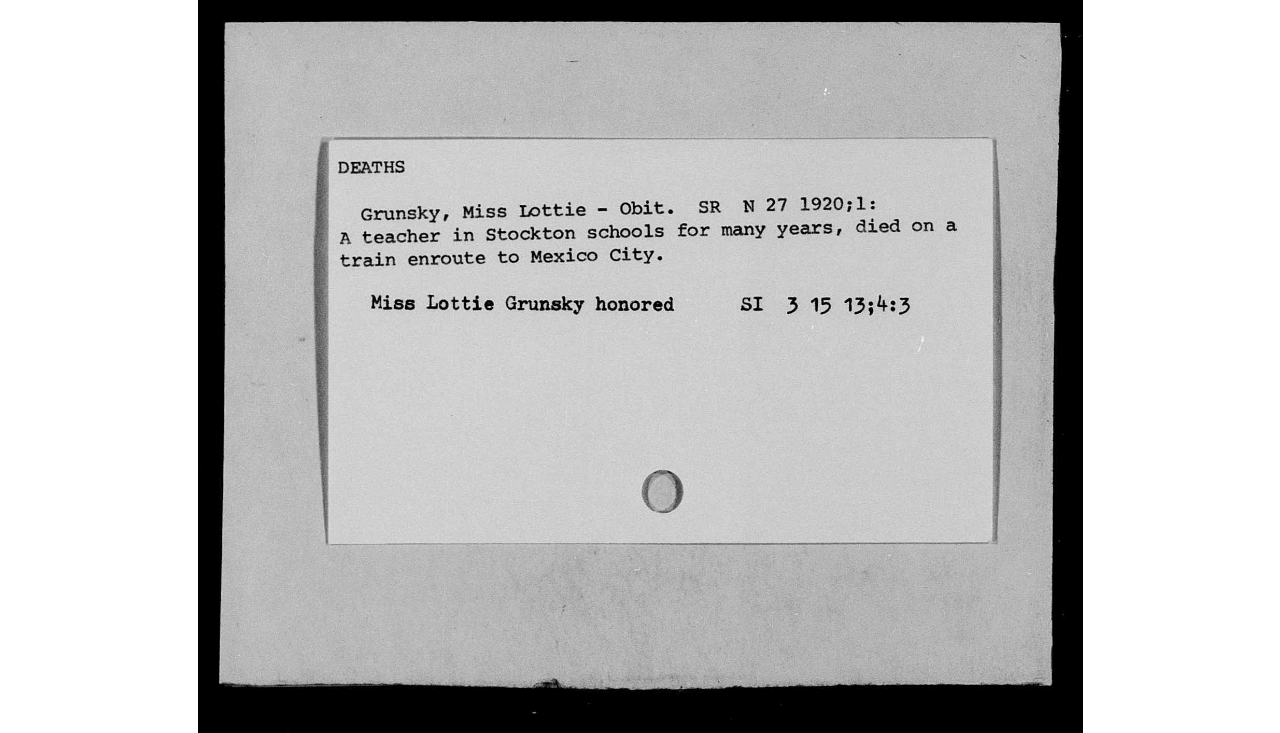 DEATHS
Grunsky, Miss Lottie - Obit. SR N 27 1920;1:
A teacher in Stockton schools for many years, died on a
train enroute to Mexico City.
Miss Lottie Grunsky honored SI 3 15 13;4:3